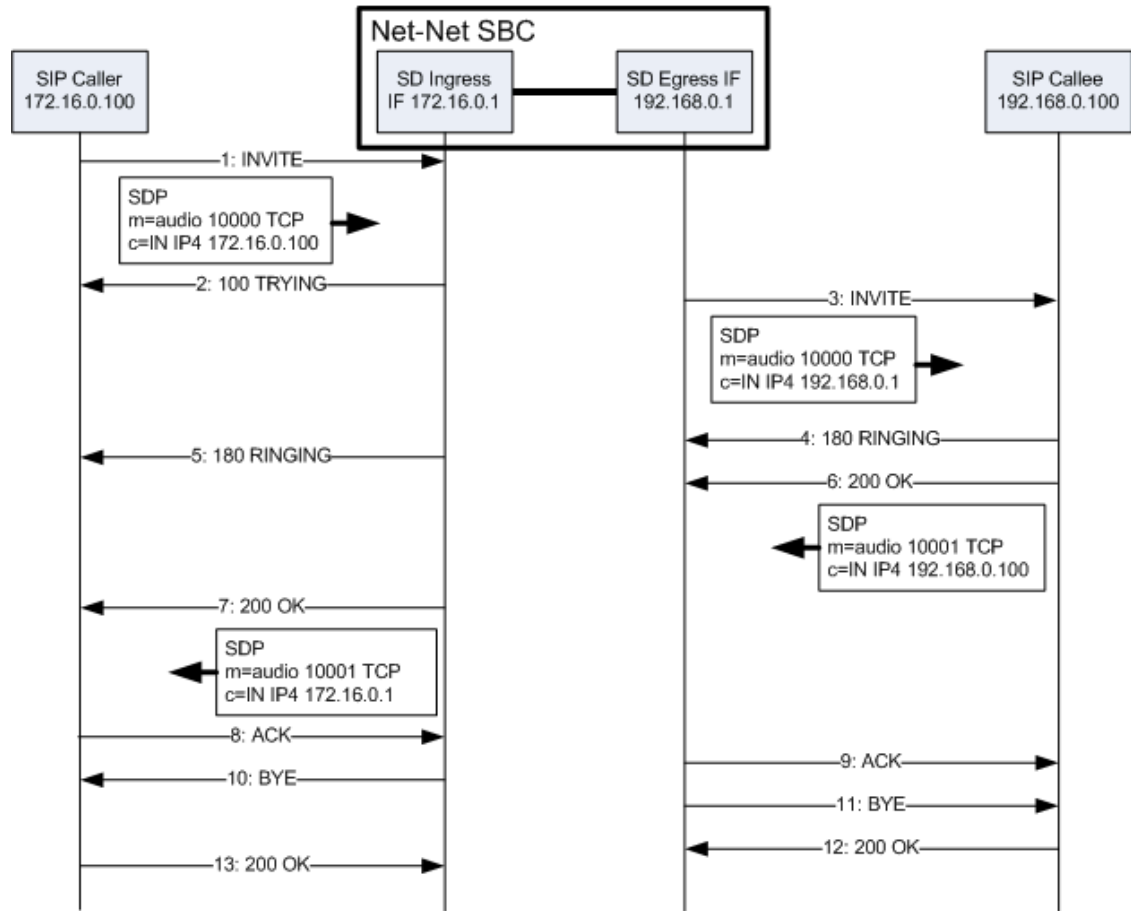 Net-Net SBC
SIP Caller
172.16.0.100
SD Ingress
IF 172.16.0.1
SD Egress IF
192.168.0.1
SIP Callee
192.168.0.100
1: INVITE
SDP
m=audio 10000 TCP
c=IN IP4 172.16.0.100
2: 100 TRYING
3: INVITE
SDP
m=audio 10000 TCP
c=IN IP4 192.168.0.1
4: 180 RINGING
5: 180 RINGING
6: 200 OK
SDP
m=audio 10001 TCP
c=IN IP4 192.168.0.100
7: 200 OK
SDP
m=audio 10001 TCP
c=IN IP4 172.16.0.1
8: ACK
9: ACK
10: BYE
11: BYE
12: 200 OK
13: 200 OK